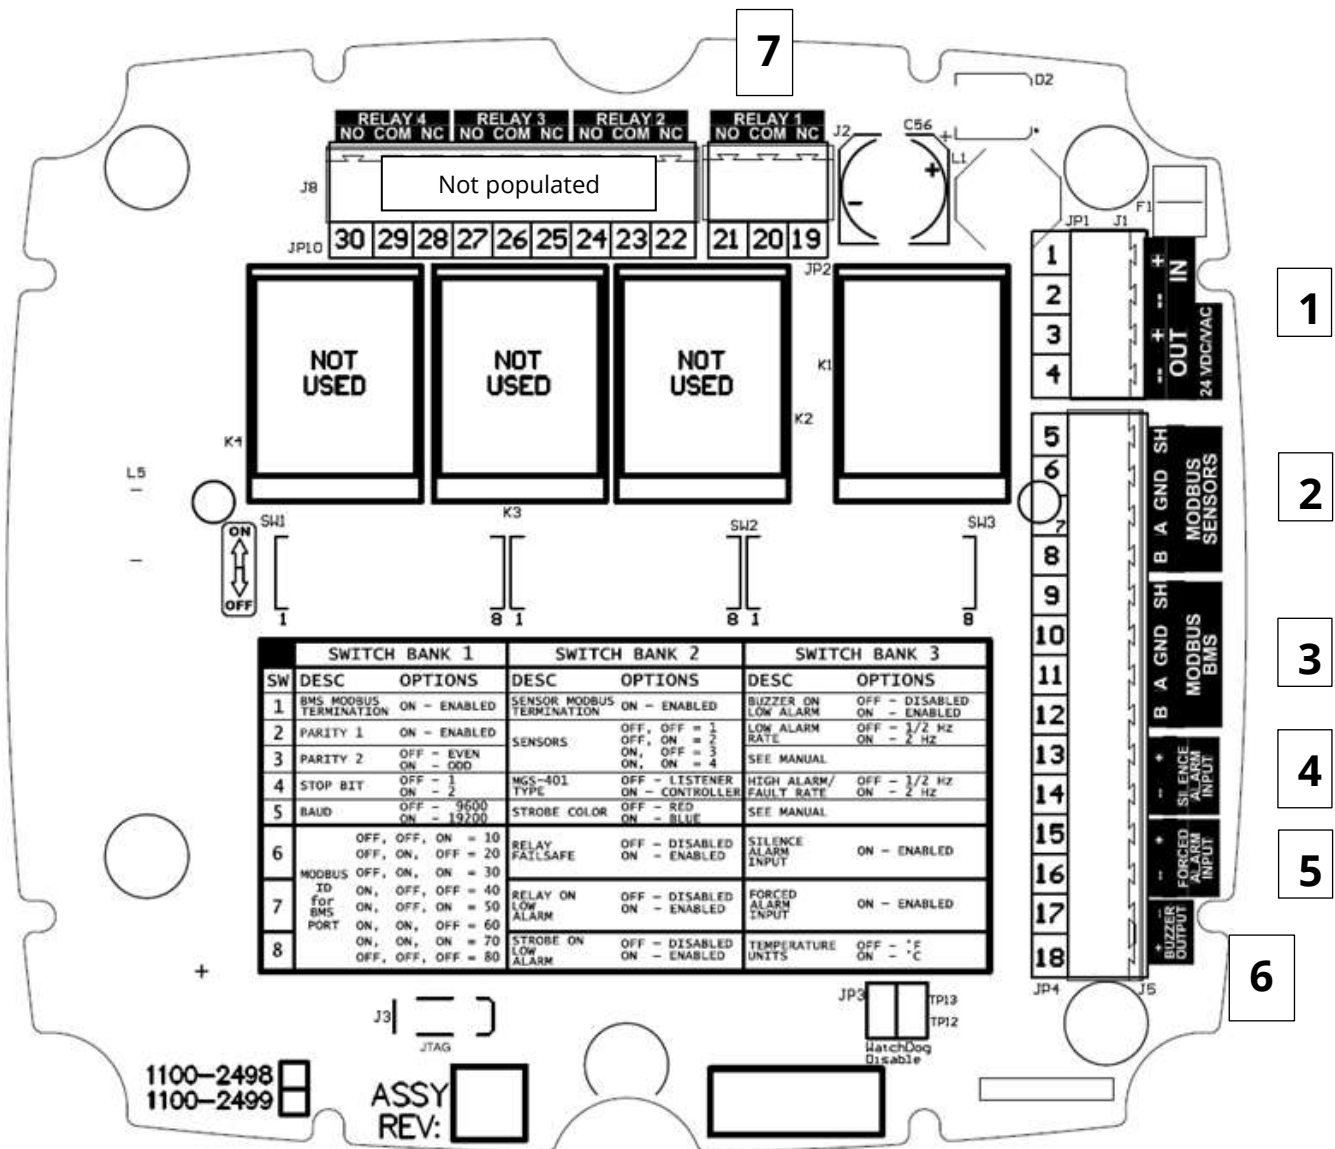 7
D2
RELAY 4 RELAY 3 RELAY 2 RELAY 1
NO COM NC NO COM NC NO COM NC NO COM NC
J2 C56
+
L1
+
-
J8
Not populated
F1
JP1 J1
JP10
30 29 28 27 26 25 24 23 22 21 20 19
JP2
1
2
3
4
+ -- + --
IN
OUT
24 VDC/VAC
1
NOT
USED
NOT
USED
NOT
USED
K1
K2
K4
K3
L5
5
6
7
8
B A GND SH
MODBUS
SENSORS
2
SW1
SW2
SW3
ON
OFF
1 8 1 8 1 8
9
10
11
12
B A GND SH
MODBUS
BMS
3
13
14
-- +
SILENCE
ALARM
INPUT
4
15
16
-- +
FORCED
ALARM
INPUT
5
17
18
+ --
BUZZER
OUTPUT
6
JP4 J5
SWITCH BANK 1 SWITCH BANK 2 SWITCH BANK 3
SW DESC OPTIONS DESC OPTIONS DESC OPTIONS
1 BMS MODBUS TERMINATION ON - ENABLED SENSOR MODBUS TERMINATION ON - ENABLED BUZZER ON LOW ALARM OFF - DISABLED ON - ENABLED
2 PARITY 1 ON - ENABLED SENSORS OFF, OFF = 1 OFF, ON = 2 LOW ALARM RATE OFF - 1/2 Hz ON - 2 Hz
3 PARITY 2 OFF - EVEN ON - ODD ON, OFF = 3 ON, ON = 4 SEE MANUAL
4 STOP BIT OFF - 1 ON - 2 MGS-401 TYPE OFF - LISTENER ON - CONTROLLER HIGH ALARM/ FAULT RATE OFF - 1/2 Hz ON - 2 Hz
5 BAUD OFF - 9600 ON - 19200 STROBE COLOR OFF - RED ON - BLUE SEE MANUAL
6 MODBUS ID for BMS PORT OFF, OFF, ON = 10 OFF, ON, OFF = 20 OFF, ON, ON = 30 RELAY FAILSAFE OFF - DISABLED ON - ENABLED SILENCE ALARM INPUT ON - ENABLED
7 ON, OFF, OFF = 40 ON, OFF, ON = 50 ON, ON, OFF = 60 RELAY ON LOW ALARM OFF - DISABLED ON - ENABLED FORCED ALARM INPUT ON - ENABLED
8 ON, ON, ON = 70 OFF, OFF, OFF = 80 STROBE ON LOW ALARM OFF - DISABLED ON - ENABLED TEMPERATURE UNITS OFF - °F ON - °C
+
J3
JTAG
JP3
TP13
TP12
WatchDog
Disable
1100-2498
1100-2499
ASSY
REV: